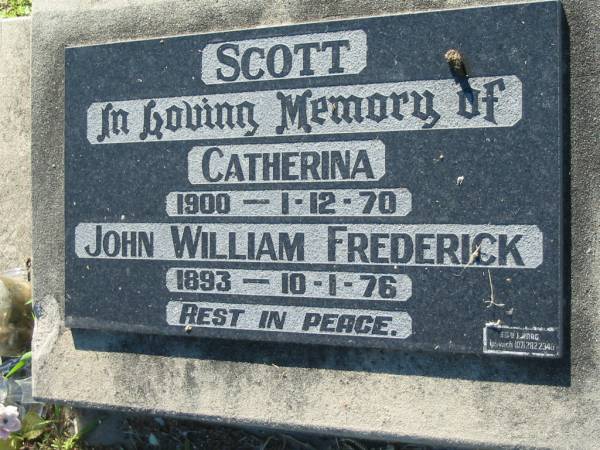 SCOTT
In Loving Memory of
CATHERINA
1900 — 1-12-70
JOHN WILLIAM FREDERICK
1893 — 10-1-76
REST IN PEACE.